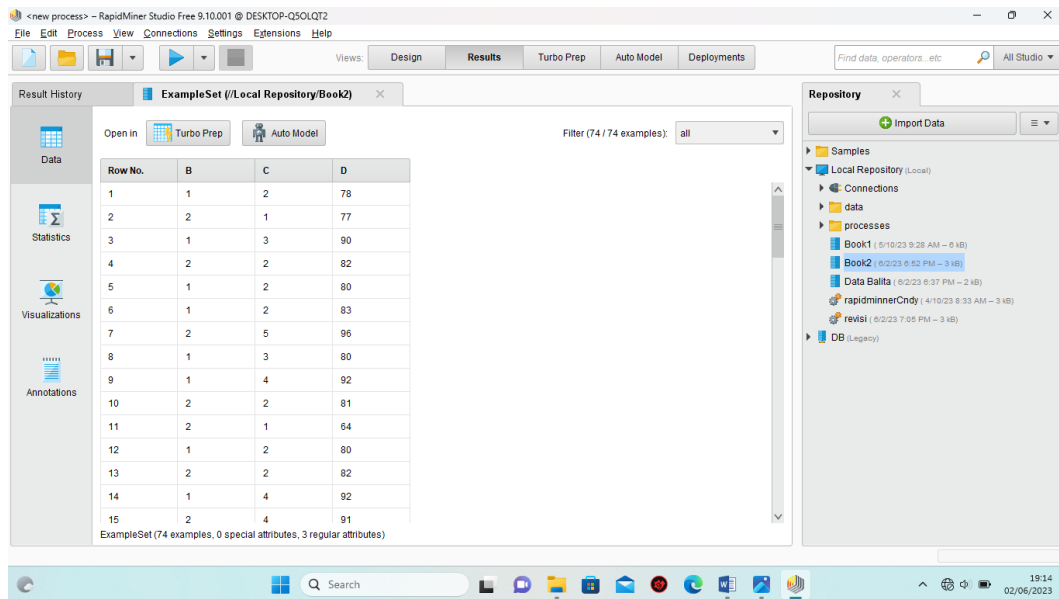 <new process> – RapidMiner Studio Free 9.10.001 @ DESKTOP-Q5OLQT2
File Edit Process View Connections Settings Extensions Help
Views: Design Results Turbo Prep Auto Model Deployments Find data, operators...etc All Studio
Result History ExampleSet (//Local Repository/Book2)
Data
Statistics
Visualizations
Annotations
Open in Turbo Prep Auto Model Filter (74 / 74 examples): all
Row No. B C D
1 1 2 78
2 2 1 77
3 1 3 90
4 2 2 82
5 1 2 80
6 1 2 83
7 2 5 96
8 1 3 80
9 1 4 92
10 2 2 81
11 2 1 64
12 1 2 80
13 2 2 82
14 1 4 92
15 2 4 91
ExampleSet (74 examples, 0 special attributes, 3 regular attributes)
Repository
Import Data
Samples
Local Repository (Local)
Connections
data
processes
Book1 ( 5/10/23 9:28 AM – 6 kB)
Book2 ( 6/2/23 6:52 PM – 3 kB)
Data Balita ( 6/2/23 6:37 PM – 2 kB)
rapidminnerCndy ( 4/10/23 8:33 AM – 3 kB)
revisi ( 6/2/23 7:05 PM – 3 kB)
DB (Legacy)
Search
19:14
02/06/2023